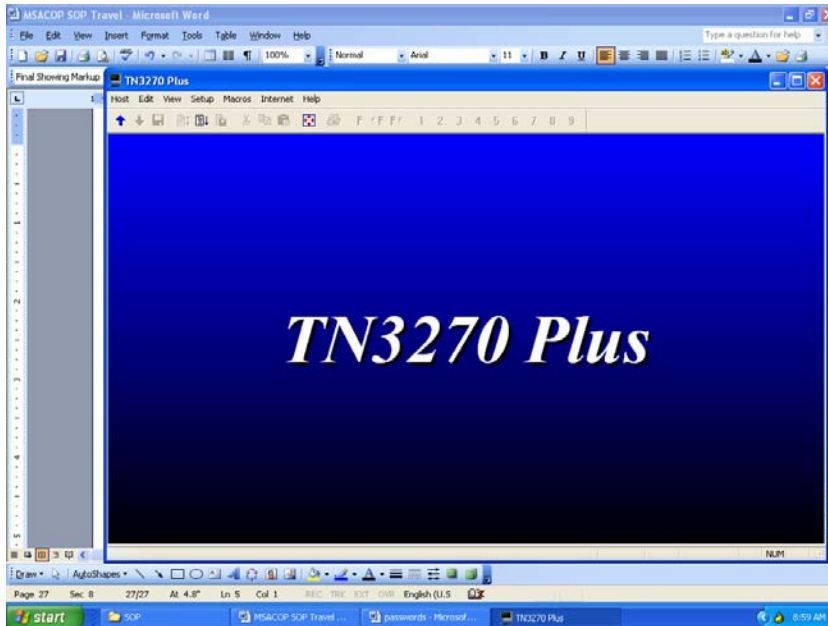 MSACOP SOP Travel - Microsoft Word
File Edit View Insert Format Tools Table Window Help Type a question for help
100% Normal Arial 11 B I U
Final Showing Markup
TN3270 Plus
Host Edit View Setup Macros Internet Help
1 2 3 4 5 6 7 8 9
TN3270 Plus
NUM
Draw AutoShapes
Page 27 Sec 8 27/27 At 4.8" Ln 5 Col 1 REC TRK EXT OVR English (U.S
start SOP MSACOP SOP Travel ... passwords - Microsof... TN3270 Plus 8:59 AM